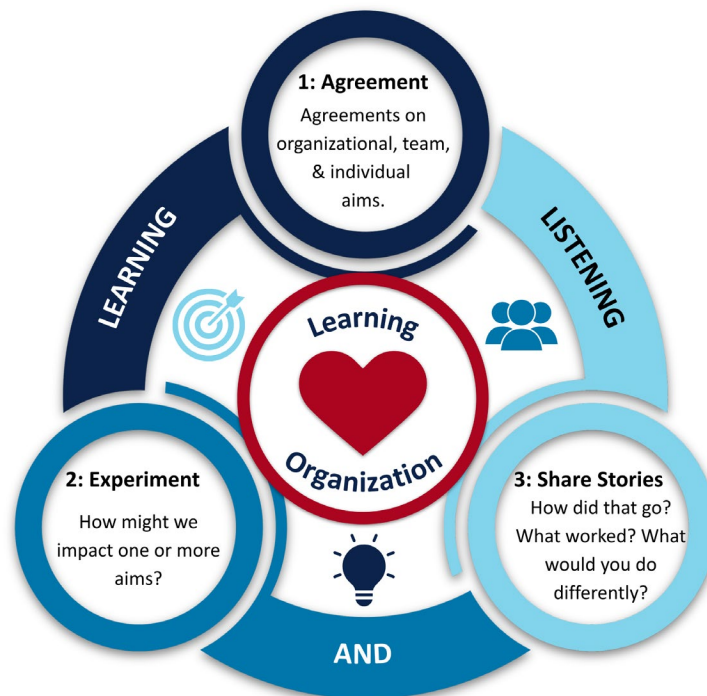 1: Agreement
Agreements on
organizational, team,
& individual
aims.
LEARNING
LISTENING
Learning
Organization
2: Experiment
How might we
impact one or more
aims?
3: Share Stories
How did that go?
What worked? What
would you do
differently?
AND